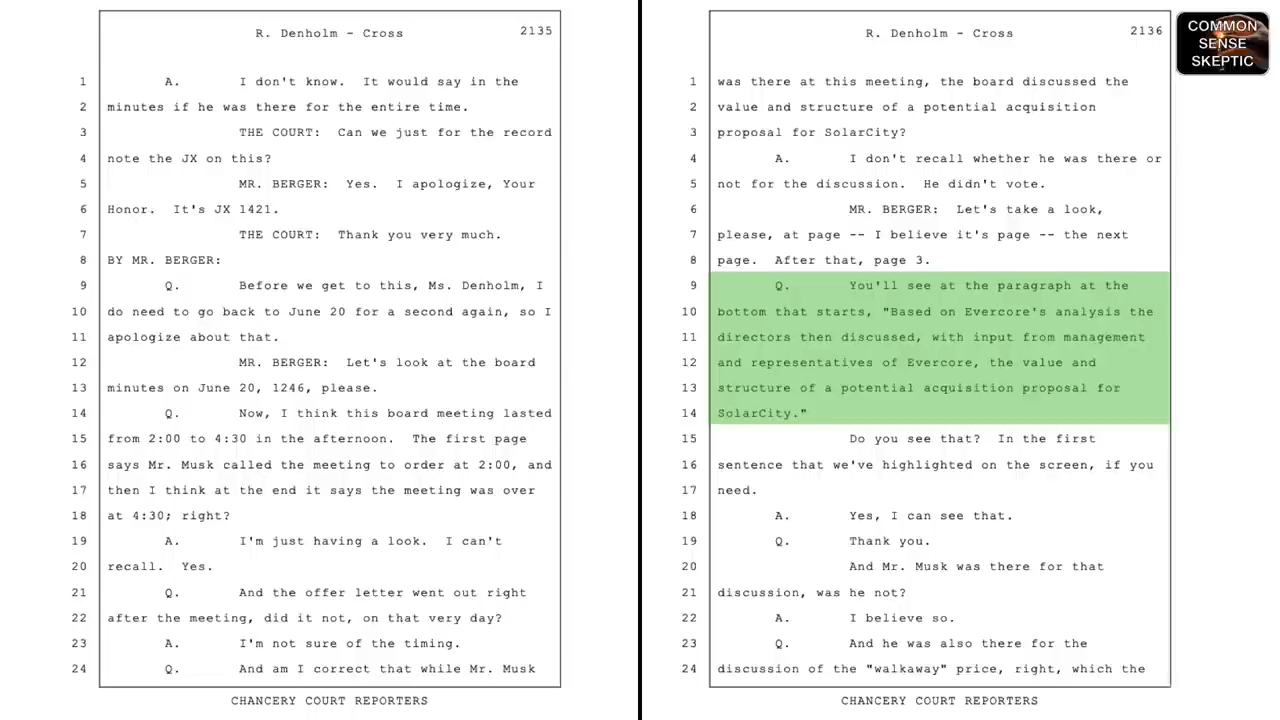 R. Denholm - Cross 2135
1 A. I don't know. It would say in the
2 minutes if he was there for the entire time.
3 THE COURT: Can we just for the record
4 note the JX on this?
5 MR. BERGER: Yes. I apologize, Your
6 Honor. It's JX 1421.
7 THE COURT: Thank you very much.
8 BY MR. BERGER:
9 Q. Before we get to this, Ms. Denholm, I
10 do need to go back to June 20 for a second again, so I
11 apologize about that.
12 MR. BERGER: Let's look at the board
13 minutes on June 20, 1246, please.
14 Q. Now, I think this board meeting lasted
15 from 2:00 to 4:30 in the afternoon. The first page
16 says Mr. Musk called the meeting to order at 2:00, and
17 then I think at the end it says the meeting was over
18 at 4:30; right?
19 A. I'm just having a look. I can't
20 recall. Yes.
21 Q. And the offer letter went out right
22 after the meeting, did it not, on that very day?
23 A. I'm not sure of the timing.
24 Q. And am I correct that while Mr. Musk
CHANCERY COURT REPORTERS
R. Denholm - Cross 2136
1 was there at this meeting, the board discussed the
2 value and structure of a potential acquisition
3 proposal for SolarCity?
4 A. I don't recall whether he was there or
5 not for the discussion. He didn't vote.
6 MR. BERGER: Let's take a look,
7 please, at page -- I believe it's page -- the next
8 page. After that, page 3.
9 Q. You'll see at the paragraph at the
10 bottom that starts, "Based on Evercore's analysis the
11 directors then discussed, with input from management
12 and representatives of Evercore, the value and
13 structure of a potential acquisition proposal for
14 SolarCity."
15 Do you see that? In the first
16 sentence that we've highlighted on the screen, if you
17 need.
18 A. Yes, I can see that.
19 Q. Thank you.
20 And Mr. Musk was there for that
21 discussion, was he not?
22 A. I believe so.
23 Q. And he was also there for the
24 discussion of the "walkaway" price, right, which the
CHANCERY COURT REPORTERS
COMMON
SENSE
SKEPTIC